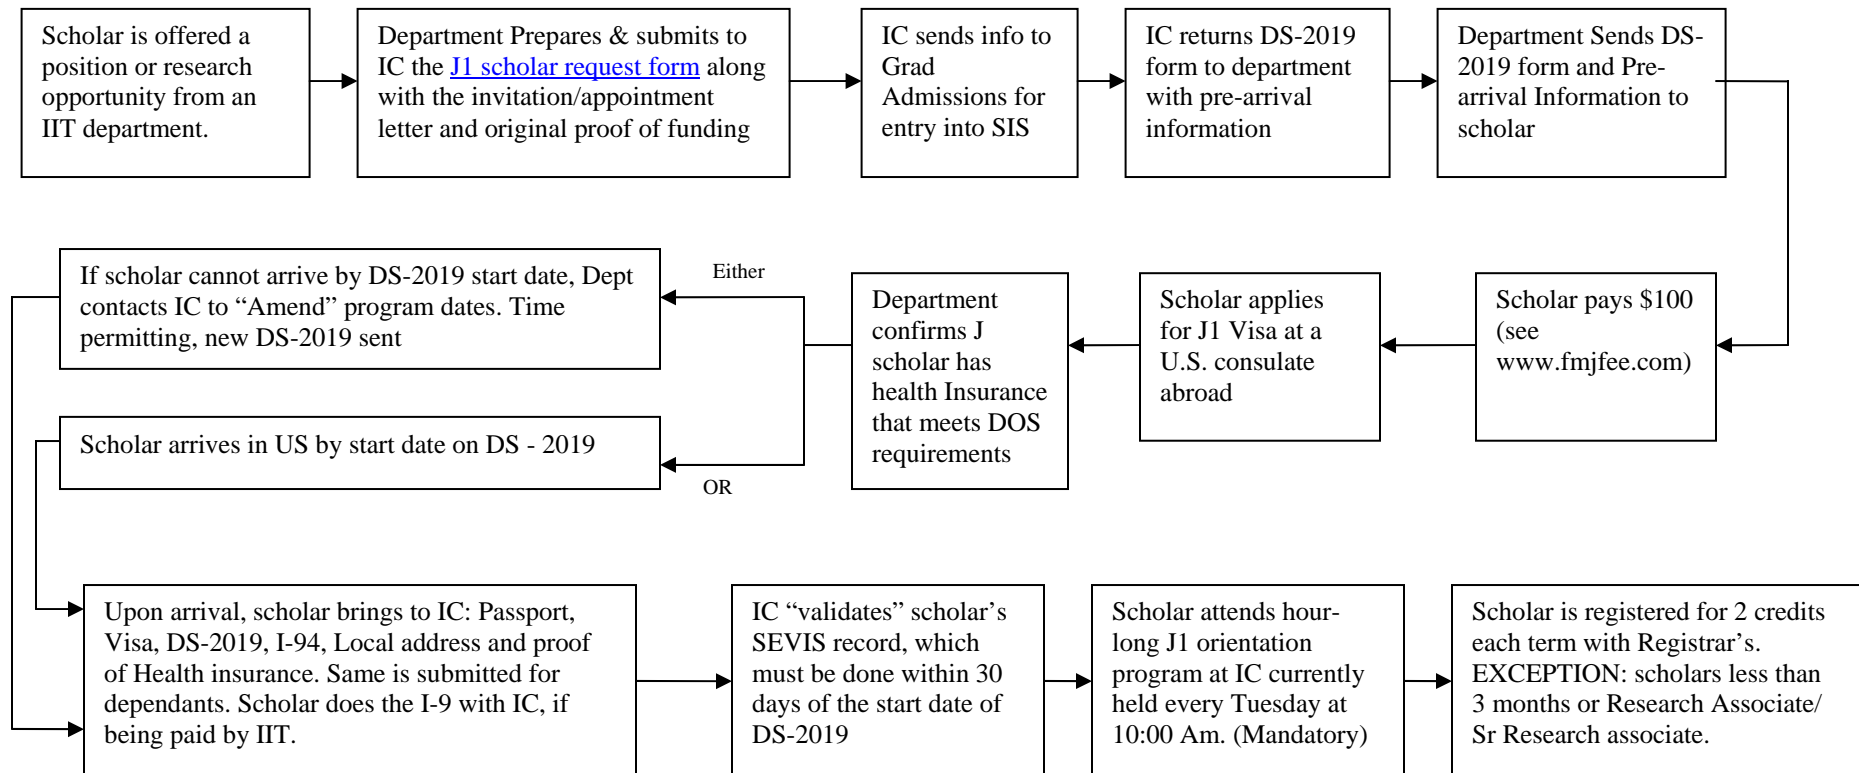 Scholar is offered a
position or research
opportunity from an
IIT department.
Department Prepares & submits to
IC the J1 scholar request form along
with the invitation/appointment
letter and original proof of funding
IC sends info to
Grad
Admissions for
entry into SIS
IC returns DS-2019
form to department
with pre-arrival
information
Department Sends DS-
2019 form and Pre-
arrival Information to
scholar
Scholar pays $100
(see
www.fmjfee.com)
Scholar applies
for J1 Visa at a
U.S. consulate
abroad
Department
confirms J
scholar has
health Insurance
that meets DOS
requirements
Either
If scholar cannot arrive by DS-2019 start date, Dept
contacts IC to “Amend” program dates. Time
permitting, new DS-2019 sent
OR
Scholar arrives in US by start date on DS - 2019
Upon arrival, scholar brings to IC: Passport,
Visa, DS-2019, I-94, Local address and proof
of Health insurance. Same is submitted for
dependants. Scholar does the I-9 with IC, if
being paid by IIT.
IC “validates” scholar’s
SEVIS record, which
must be done within 30
days of the start date of
DS-2019
Scholar attends hour-
long J1 orientation
program at IC currently
held every Tuesday at
10:00 Am. (Mandatory)
Scholar is registered for 2 credits
each term with Registrar’s.
EXCEPTION: scholars less than
3 months or Research Associate/
Sr Research associate.